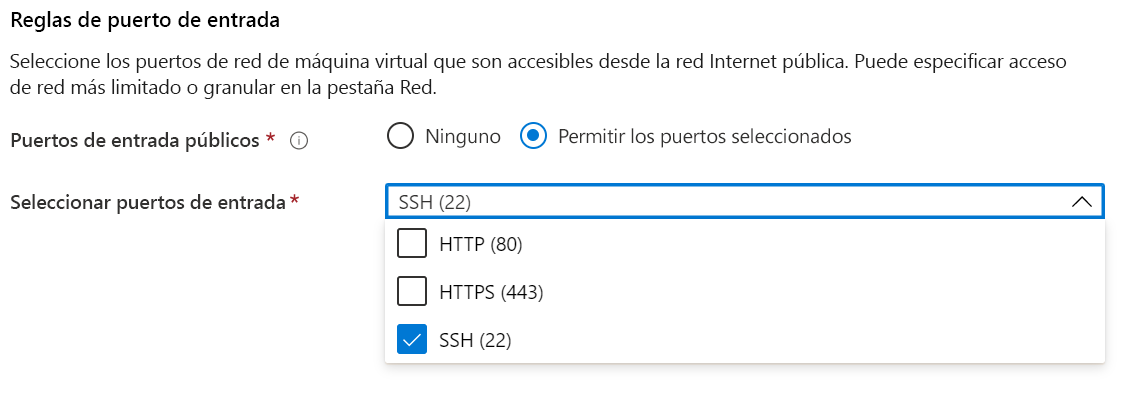 Reglas de puerto de entrada
Seleccione los puertos de red de máquina virtual que son accesibles desde la red Internet pública. Puede especificar acceso
de red más limitado o granular en la pestaña Red.
Puertos de entrada públicos *
Ninguno
Permitir los puertos seleccionados
Seleccionar puertos de entrada *
SSH (22)
HTTP (80)
HTTPS (443)
SSH (22)